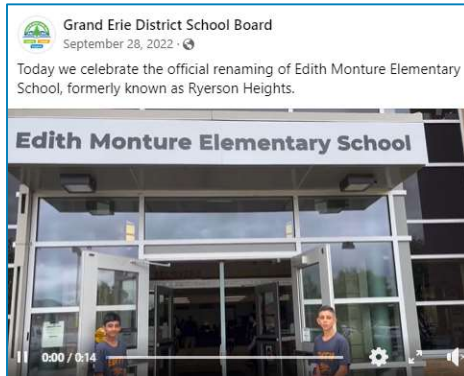 Grand Erie District School Board
September 28, 2022 ·
Today we celebrate the official renaming of Edith Monture Elementary
School, formerly known as Ryerson Heights.
Edith Monture Elementary School
0:00 / 0:14